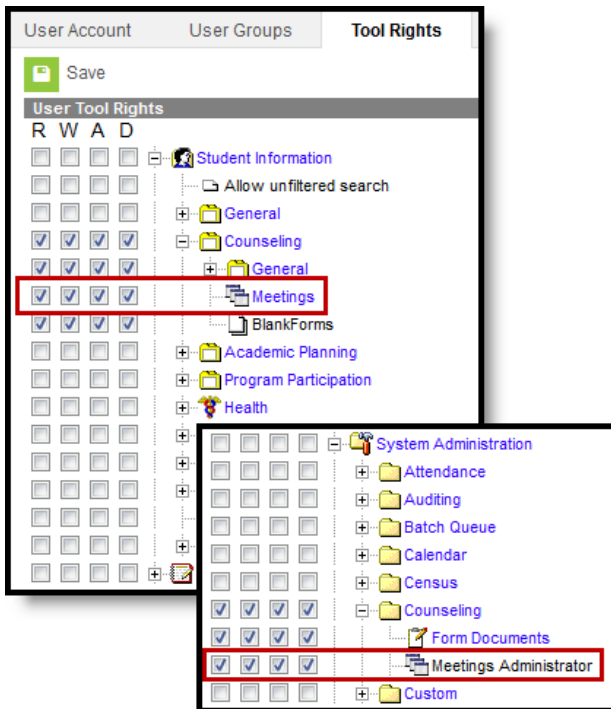 User Account User Groups Tool Rights
Save
User Tool Rights
R W A D
Student Information
Allow unfiltered search
General
Counseling
General
Meetings
BlankForms
Academic Planning
Program Participation
Health
System Administration
Attendance
Auditing
Batch Queue
Calendar
Census
Counseling
Form Documents
Meetings Administrator
Custom